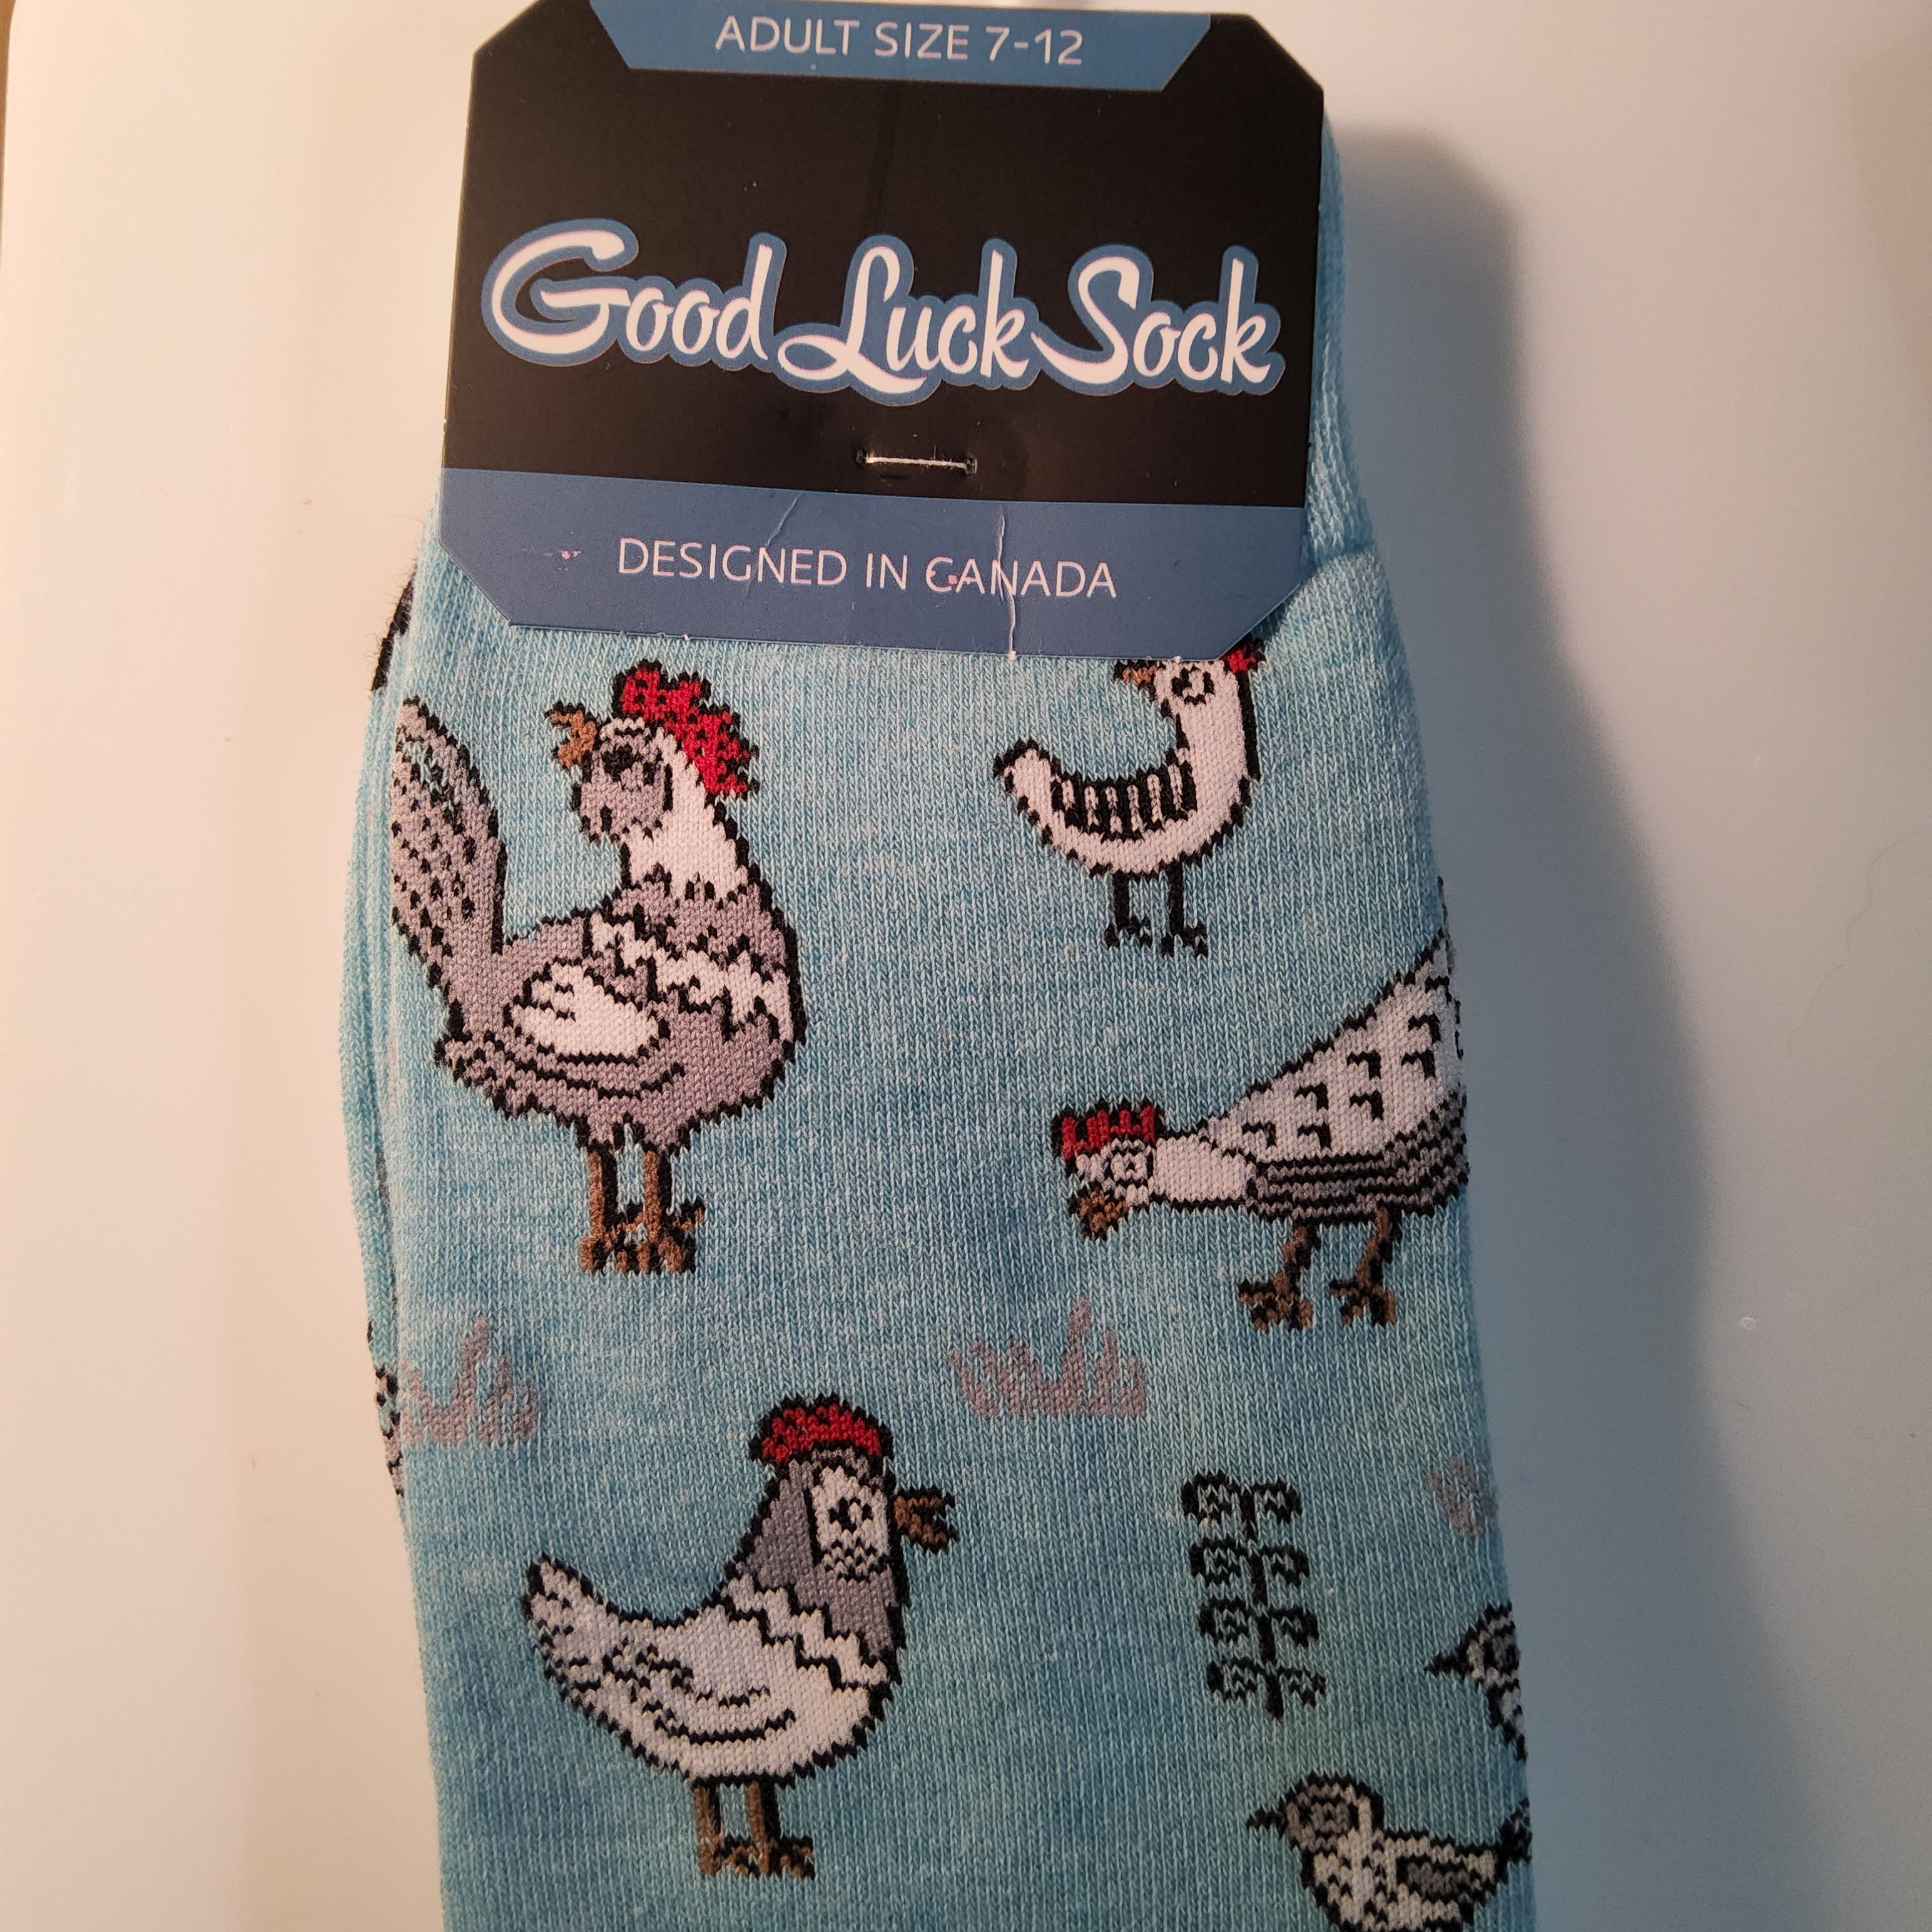 ADULT SIZE 7-12
Good Luck Sock
DESIGNED IN CANADA